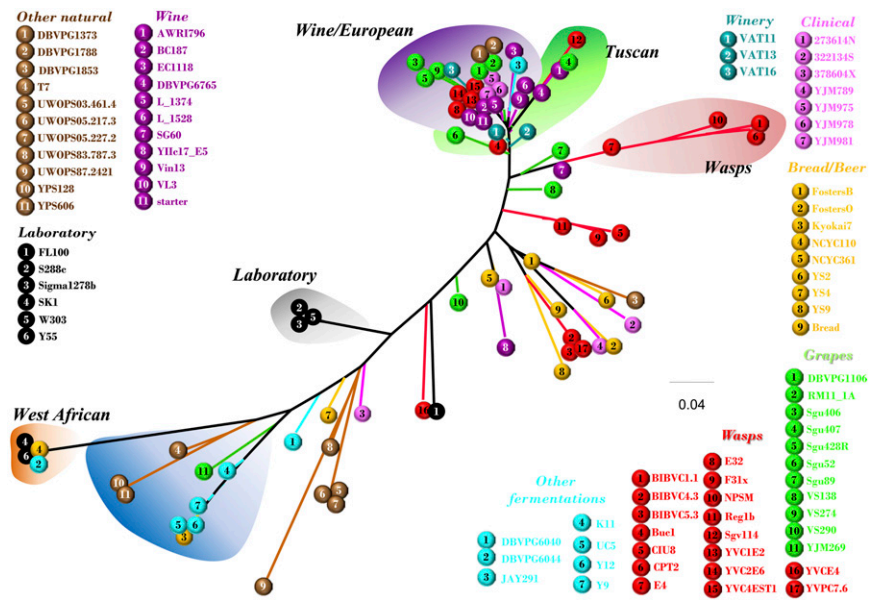 Other natural
1 DBVPG1373
2 DBVPG1788
3 DBVPG1853
4 T7
5 UWOPS03.461.4
6 UWOPS05.217.3
7 UWOPS05.227.2
8 UWOPS83.787.3
9 UWOPS87.2421
10 YPS128
11 YPS606
Wine
1 AWRI796
2 BC187
3 EC1118
4 DBVPG6765
5 L_1374
6 L_1528
7 SG60
8 YIIc17_E5
9 Vin13
10 VL3
11 starter
Laboratory
1 FL100
2 S288c
3 Sigma1278b
4 SK1
5 W303
6 Y55
Wine/European
Tuscan
Wasps
Laboratory
West African
0.04
Winery
1 VAT11
2 VAT13
3 VAT16
Clinical
1 273614N
2 322134S
3 378604X
4 YJM789
5 YJM975
6 YJM978
7 YJM981
Bread/Beer
1 FostersB
2 FostersO
3 Kyokai7
4 NCYC110
5 NCYC361
6 YS2
7 YS4
8 YS9
9 Bread
Grapes
1 DBVPG1106
2 RM11_1A
3 Sgu406
4 Sgu407
5 Sgu428R
6 Sgu52
7 Sgu89
8 VS138
9 VS274
10 VS290
11 YJM269
Other
fermentations
1 DBVPG6040
2 DBVPG6044
3 JAY291
4 K11
5 UC5
6 Y12
7 Y9
Wasps
1 BIBVC1.1
2 BIBVC4.3
3 BIBVC5.3
4 Buc1
5 CIU8
6 CPT2
7 E4
8 E32
9 F31x
10 NPSM
11 Reg1b
12 Sgv114
13 YVC1E2
14 YVC2E6
15 YVC4EST1
16 YVCE4
17 YVPC7.6